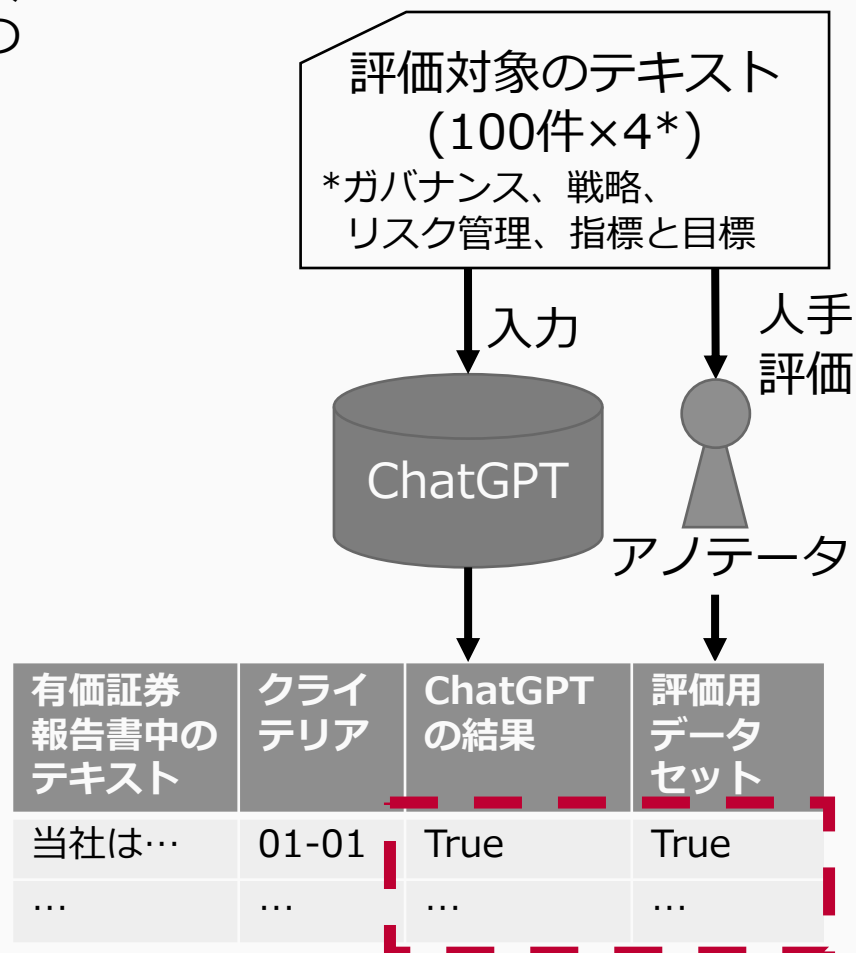 つ
評価対象のテキスト
(100件×4*)
*ガバナンス、戦略、
リスク管理、指標と目標
入力
人手
評価
ChatGPT
アノテータ
有価証券
報告書中の
テキスト
クライ
テリア
ChatGPT
の結果
評価用
データ
セット
当社は…
01-01
True
True
…
…
…
…